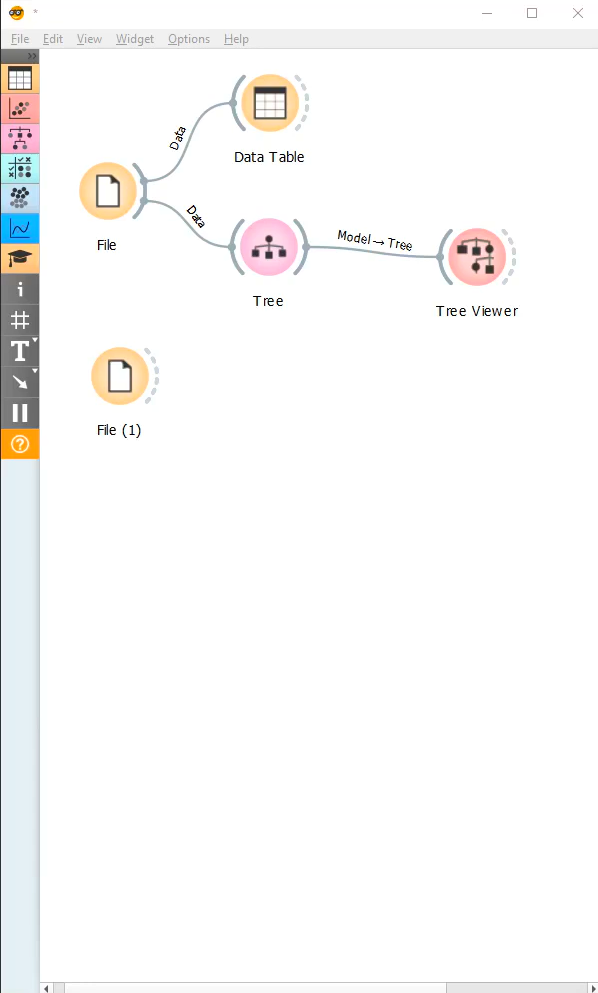 *
File Edit View Widget Options Help
Data
Data Table
File
Data
Model → Tree
Tree
Tree Viewer
File (1)
T